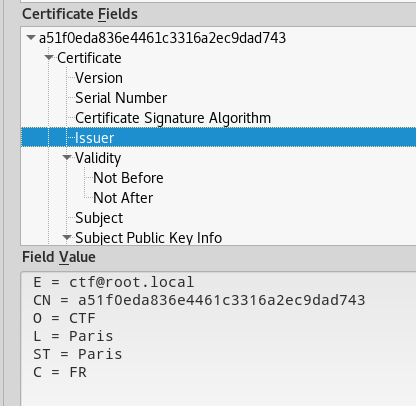 Certificate Fields
a51f0eda836e4461c3316a2ec9dad743
Certificate
Version
Serial Number
Certificate Signature Algorithm
Issuer
Validity
Not Before
Not After
Subject
Subject Public Key Info
Field Value
E = ctf@root.local
CN = a51f0eda836e4461c3316a2ec9dad743
O = CTF
L = Paris
ST = Paris
C = FR